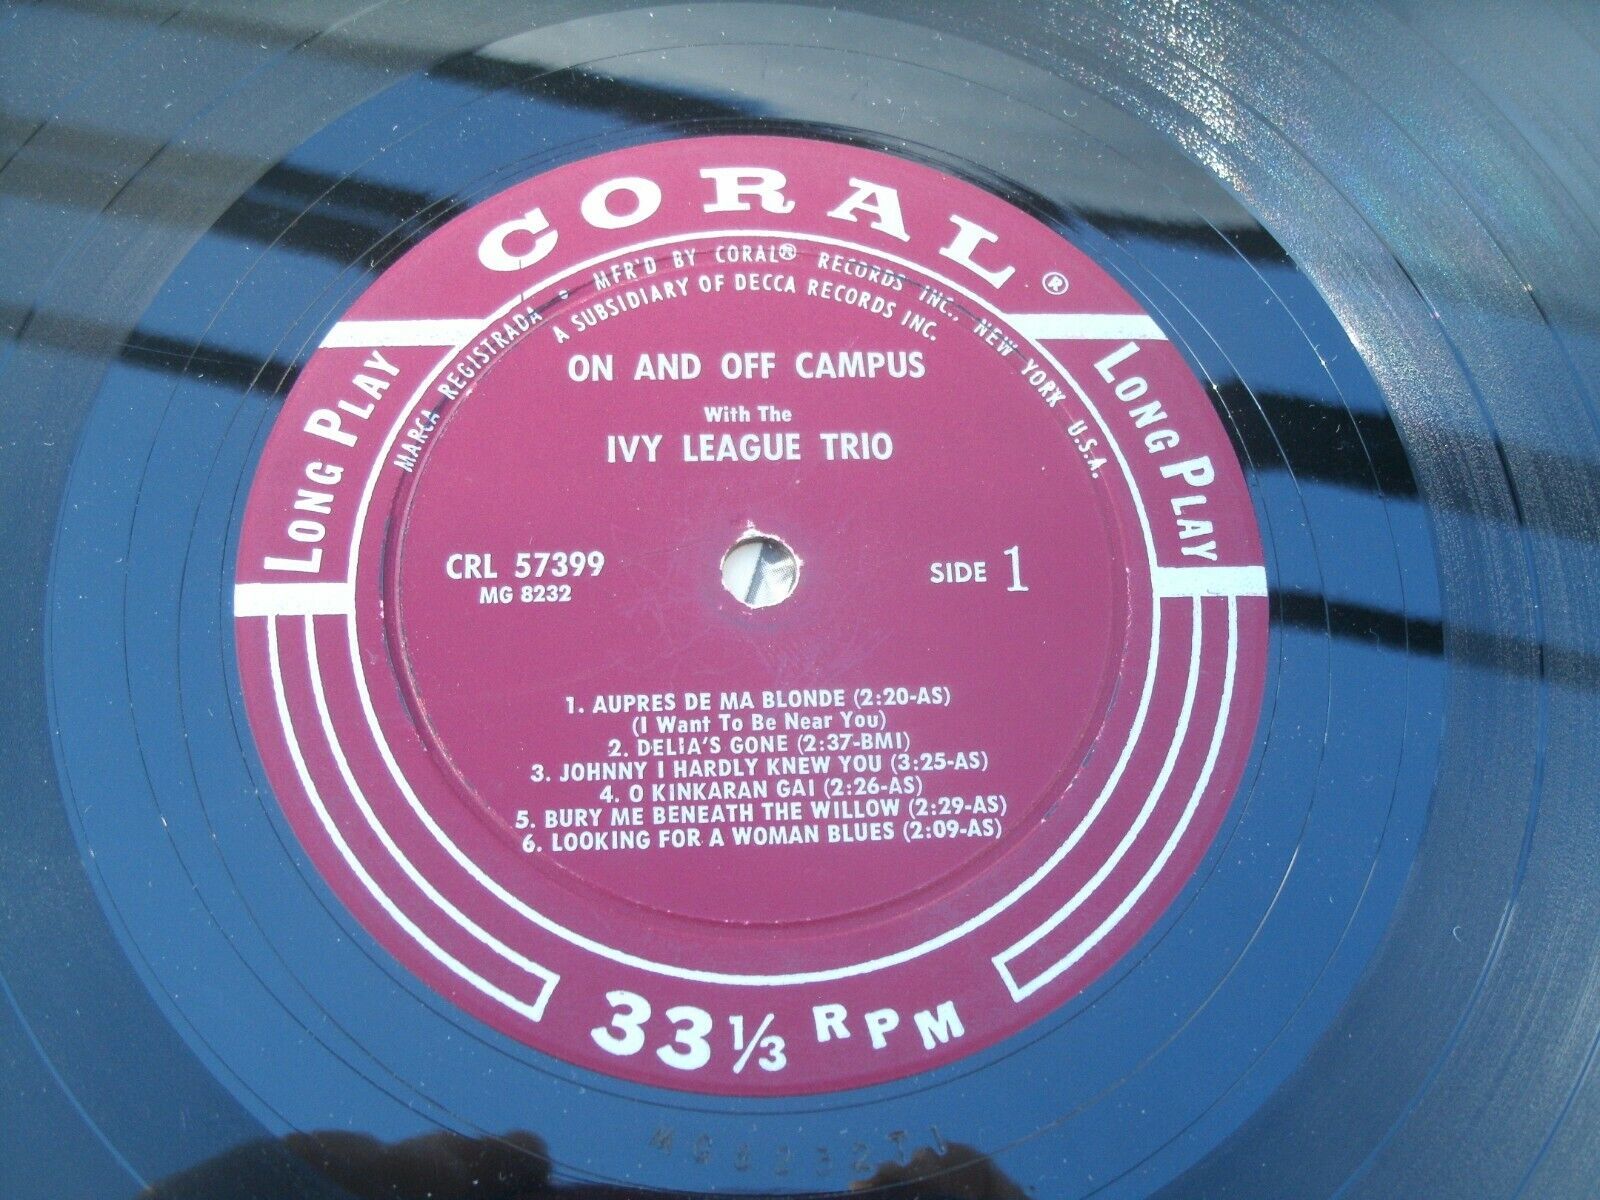 CORAL®
MARCA REGISTRADA • MFR'D BY CORAL® RECORDS INC., NEW YORK U.S.A.
A SUBSIDIARY OF DECCA RECORDS INC.
LONG PLAY
LONG PLAY
ON AND OFF CAMPUS
With The
IVY LEAGUE TRIO
CRL 57399
MG 8232
SIDE 1
1. AUPRES DE MA BLONDE (2:20-AS)
(I Want To Be Near You)
2. DELIA'S GONE (2:37-BMI)
3. JOHNNY I HARDLY KNEW YOU (3:25-AS)
4. O KINKARAN GAI (2:26-AS)
5. BURY ME BENEATH THE WILLOW (2:29-AS)
6. LOOKING FOR A WOMAN BLUES (2:09-AS)
33 1/3 RPM
MG8232T1